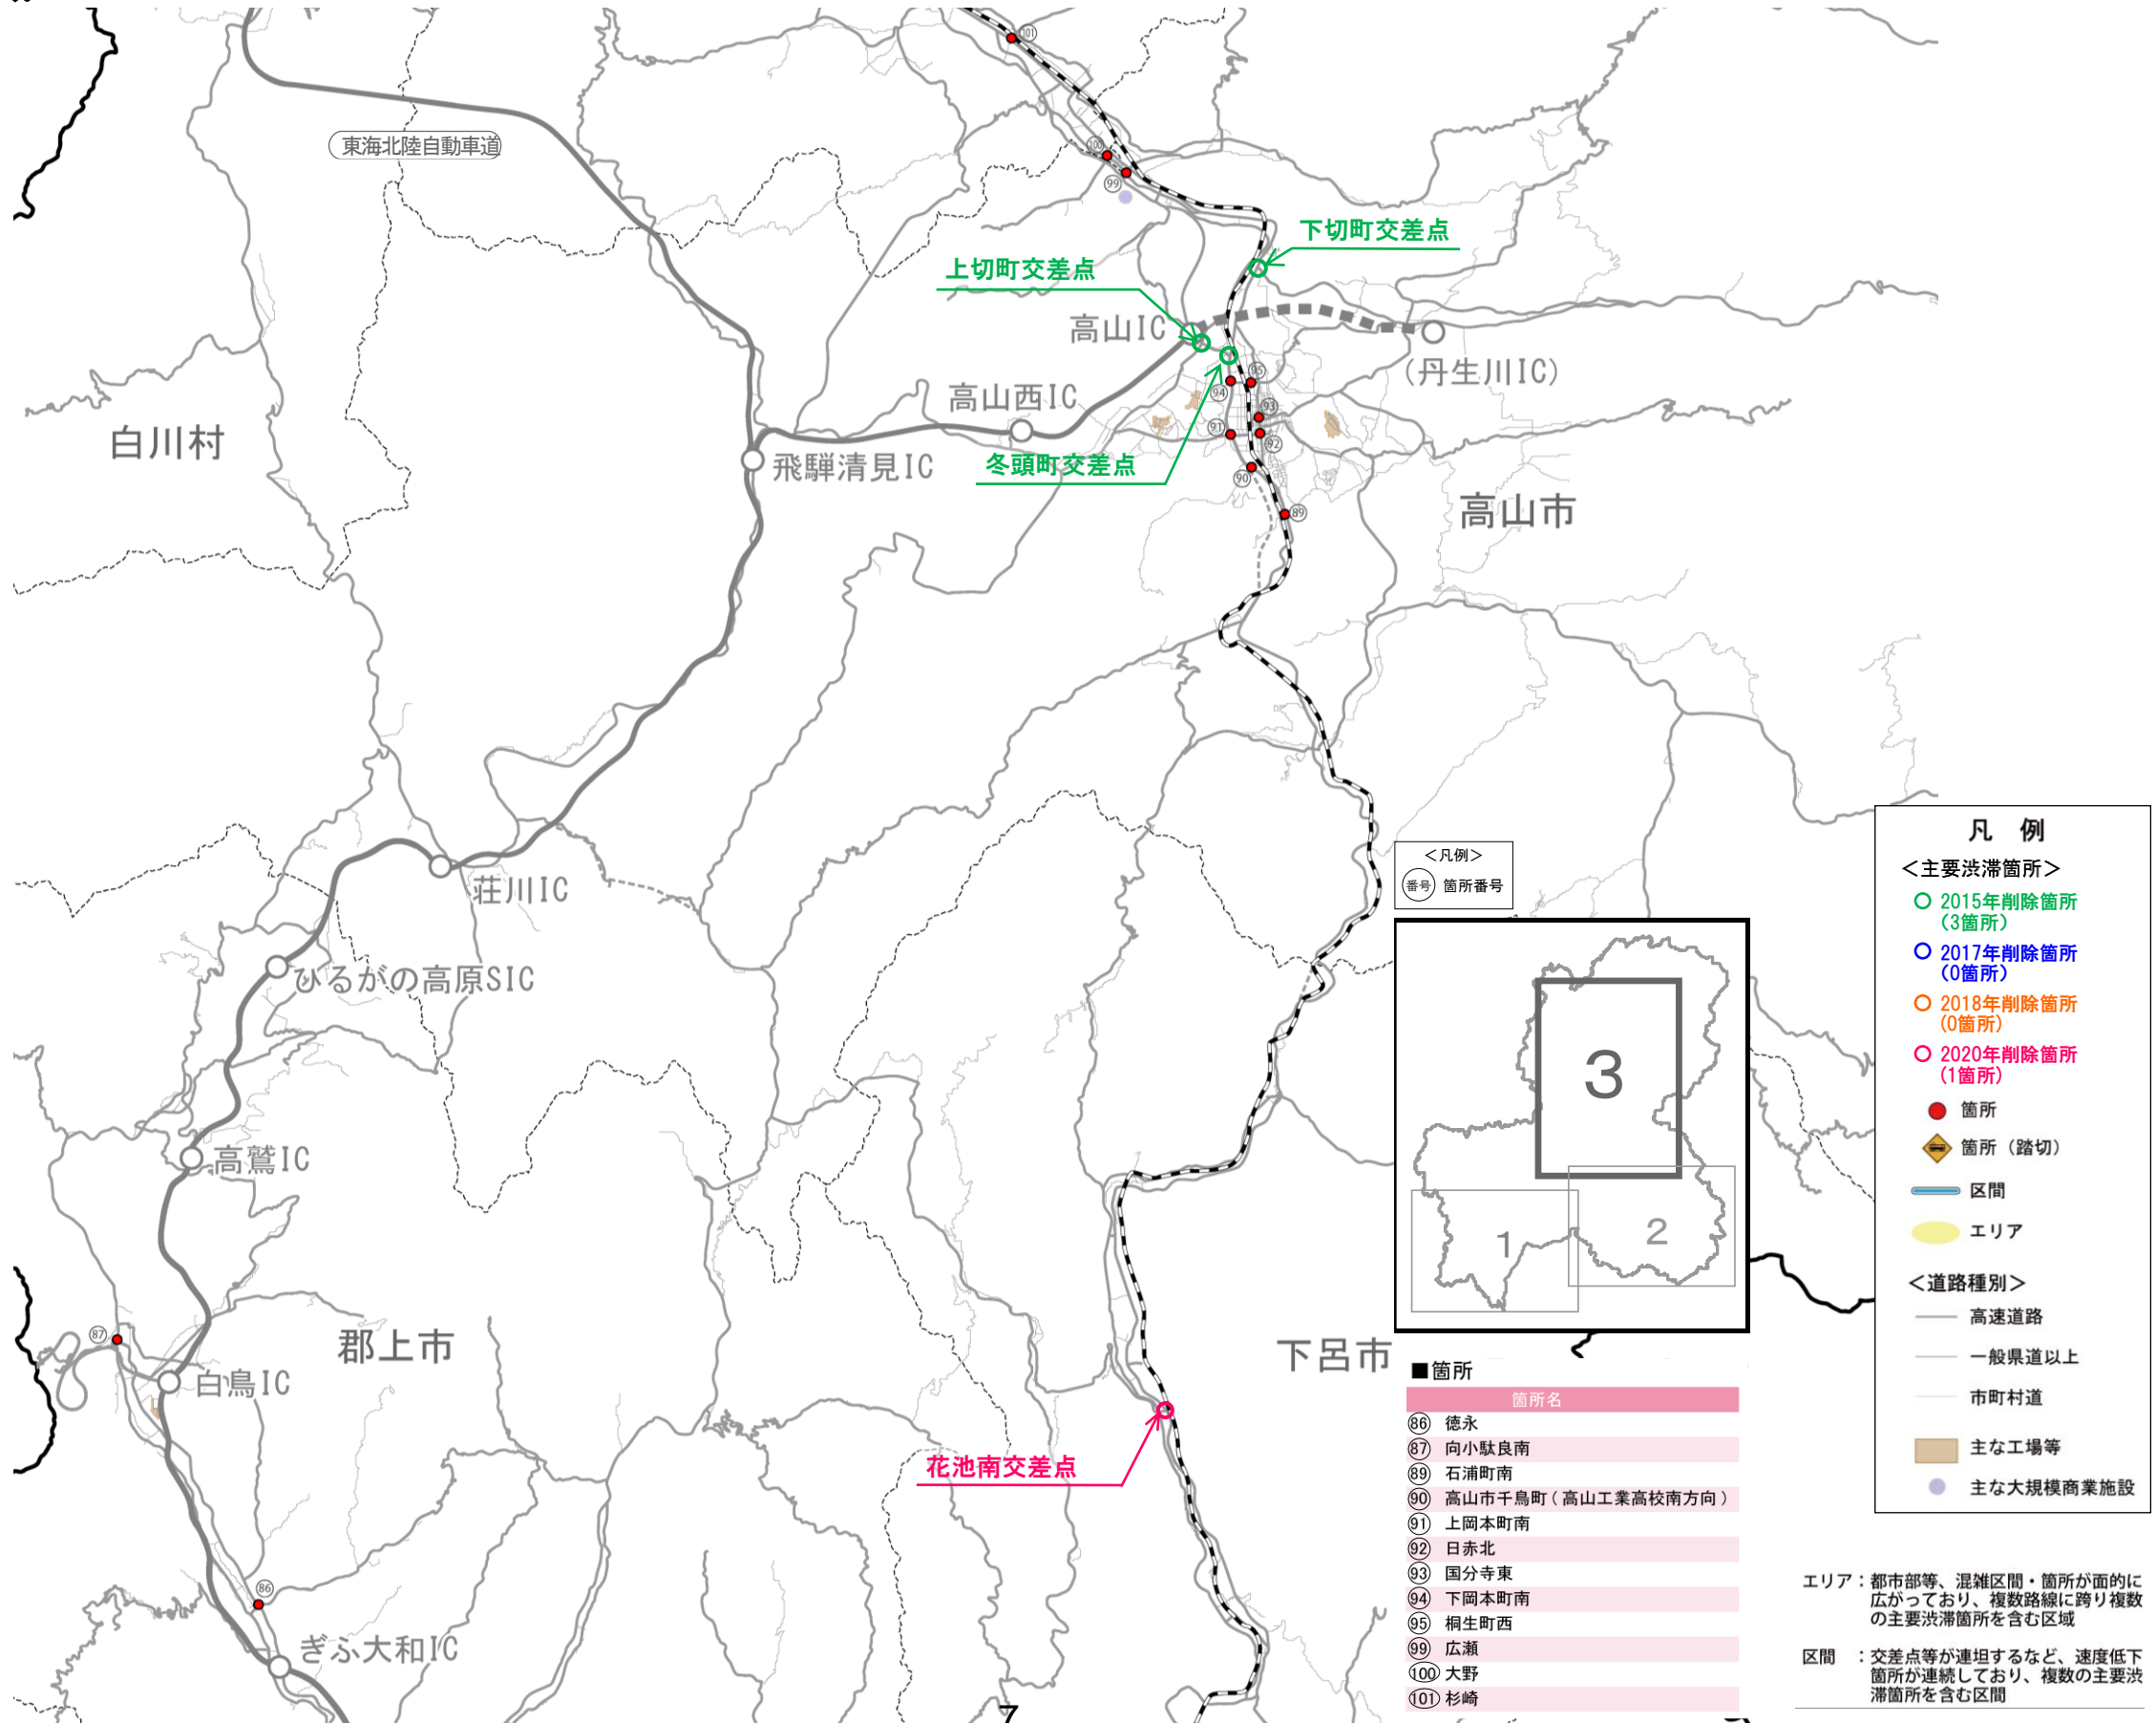 101
東海北陸自動車道
100
99
下切町交差点
上切町交差点
高山IC
(丹生川IC)
高山西IC
95
94
93
91
92
白川村
飛騨清見IC
冬頭町交差点
90
高山市
89
荘川IC
ひるがの高原SIC
高鷲IC
87
郡上市
白鳥IC
下呂市
花池南交差点
86
ぎふ大和IC
7
＜凡例＞
番号 箇所番号
3
1
2
■箇所
箇所名
86 徳永
87 向小駄良南
89 石浦町南
90 高山市千島町(高山工業高校南方向)
91 上岡本町南
92 日赤北
93 国分寺東
94 下岡本町南
95 桐生町西
99 広瀬
100 大野
101 杉崎
凡 例
＜主要渋滞箇所＞
2015年削除箇所
(3箇所)
2017年削除箇所
(0箇所)
2018年削除箇所
(0箇所)
2020年削除箇所
(1箇所)
箇所
箇所（踏切）
区間
エリア
＜道路種別＞
高速道路
一般県道以上
市町村道
主な工場等
主な大規模商業施設
エリア：都市部等、混雑区間・箇所が面的に
広がっており、複数路線に跨り複数
の主要渋滞箇所を含む区域
区間 ：交差点等が連坦するなど、速度低下
箇所が連続しており、複数の主要渋
滞箇所を含む区間